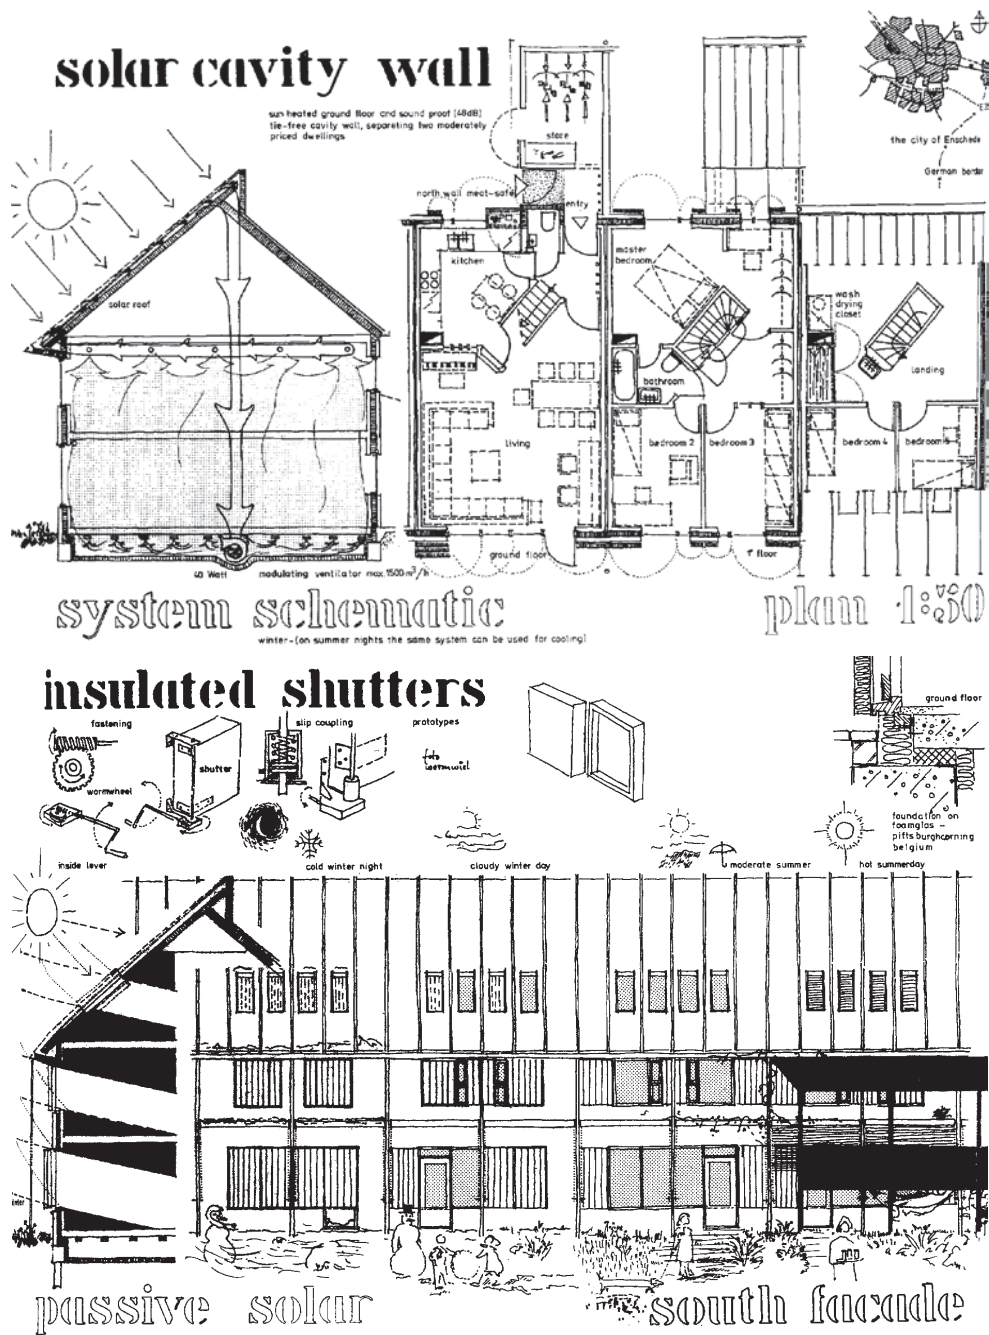 solar cavity wall
sun heated ground floor and sound proof (48dB)
tie-free cavity wall, separating two moderately
priced dwellings
store
the city of Enschede
German border
north wall meat-safe
entry
solar roof
kitchen
master
bedroom
wash
drying
closet
bathroom
landing
living
bedroom 2
bedroom 3
bedroom 4
bedroom 5
ground floor
1° floor
40 Watt modulating ventilator max. 1500 m³/h
system schematic
plan 1:50
winter-(on summer nights the same system can be used for cooling)
insulated shutters
fastening
slip coupling
prototypes
ground floor
shutter
wormwheel
foundation on
foamglas -
pittsburghcorning
belgium
inside lever
cold winter night
cloudy winter day
moderate summer
hot summerday
passive solar
south facade